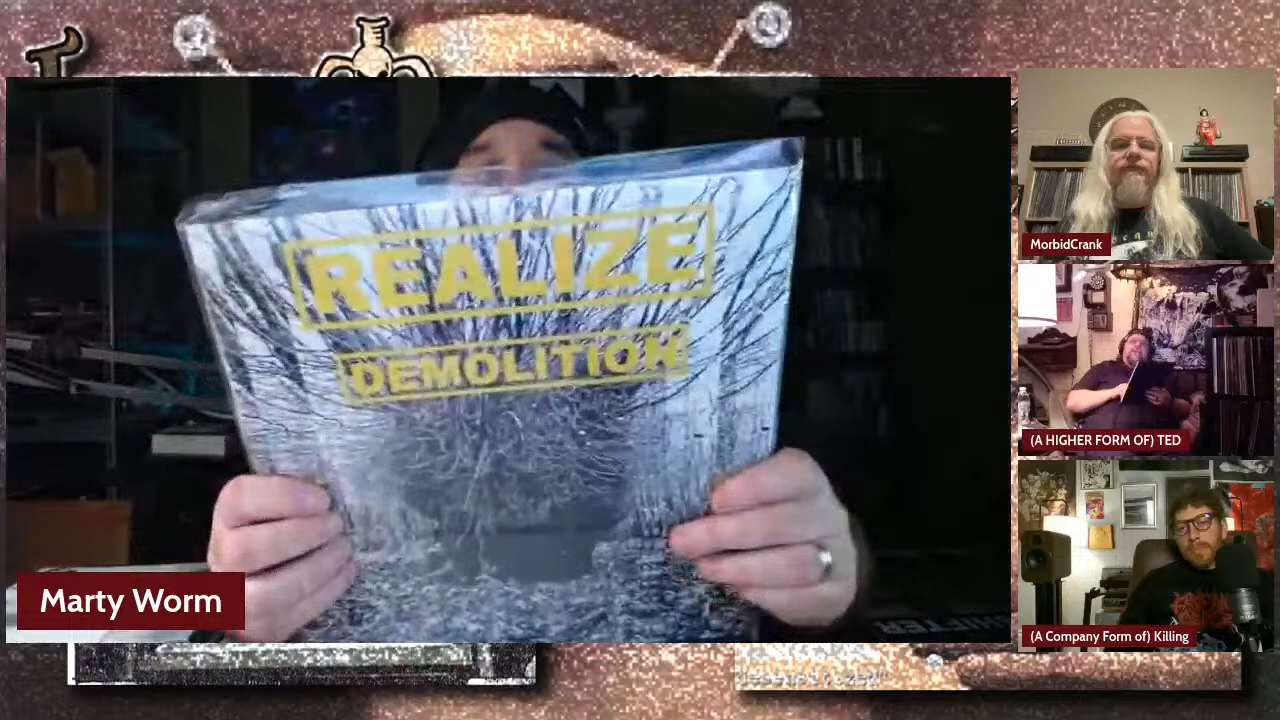 REALIZE
DEMOLITION
Marty Worm
MorbidCrank
(A HIGHER FORM OF) TED
(A Company Form of) Killing